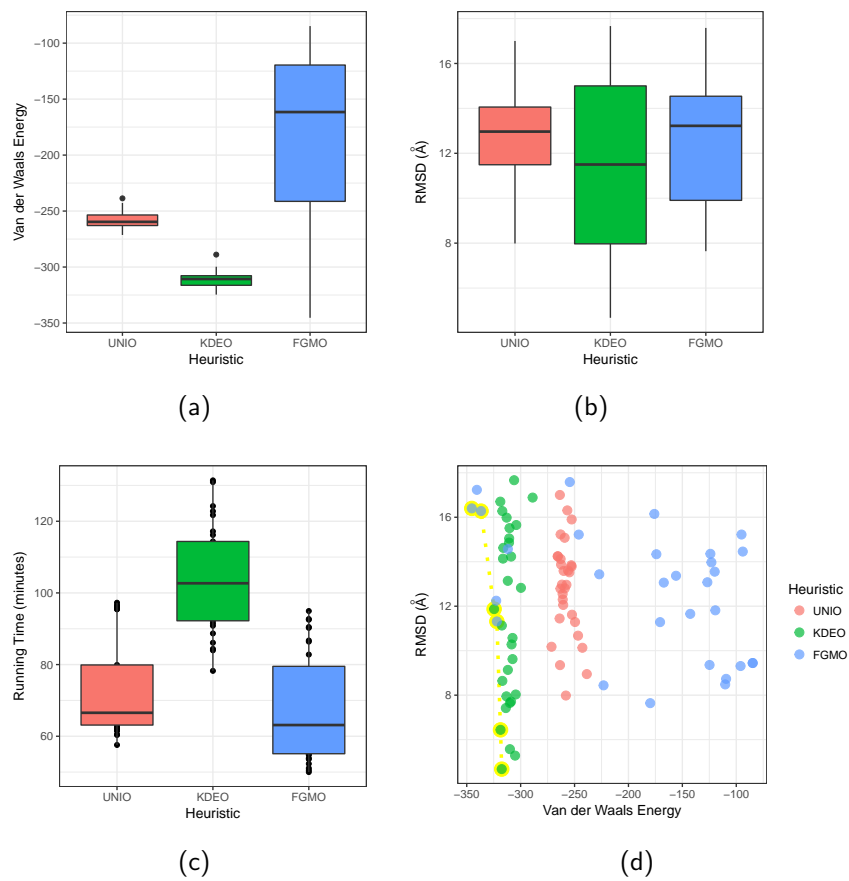 −100
−150
−200
−250
−300
−350
Van der Waals Energy
UNIO KDEO FGMO
Heuristic
(a)
16
12
8
RMSD (Å)
UNIO KDEO FGMO
Heuristic
(b)
120
100
80
60
Running Time (minutes)
UNIO KDEO FGMO
Heuristic
(c)
16
12
8
RMSD (Å)
−350 −300 −250 −200 −150 −100
Van der Waals Energy
Heuristic
UNIO
KDEO
FGMO
(d)